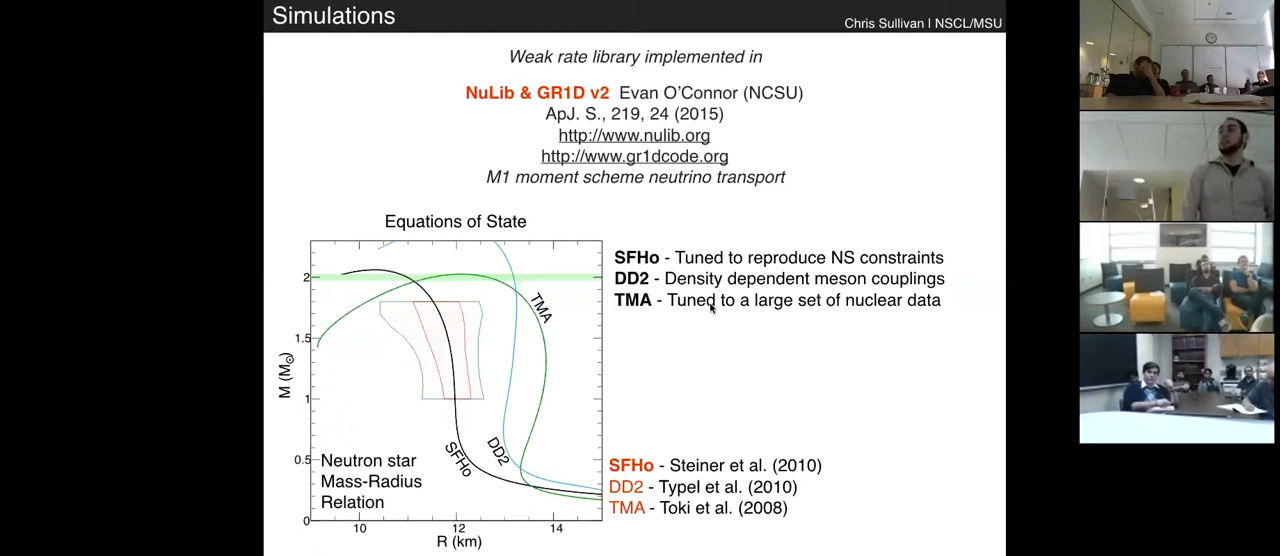 Simulations
Chris Sullivan | NSCL/MSU
Weak rate library implemented in
NuLib & GR1D v2 Evan O'Connor (NCSU)
ApJ. S., 219, 24 (2015)
http://www.nulib.org
http://www.gr1dcode.org
M1 moment scheme neutrino transport
Equations of State
SFHo - Tuned to reproduce NS constraints
DD2 - Density dependent meson couplings
TMA - Tuned to a large set of nuclear data
2
1.5
1
0.5
0
M (M⊙)
TMA
DD2
SFHo
Neutron star
Mass-Radius
Relation
10
12
14
R (km)
SFHo - Steiner et al. (2010)
DD2 - Typel et al. (2010)
TMA - Toki et al. (2008)